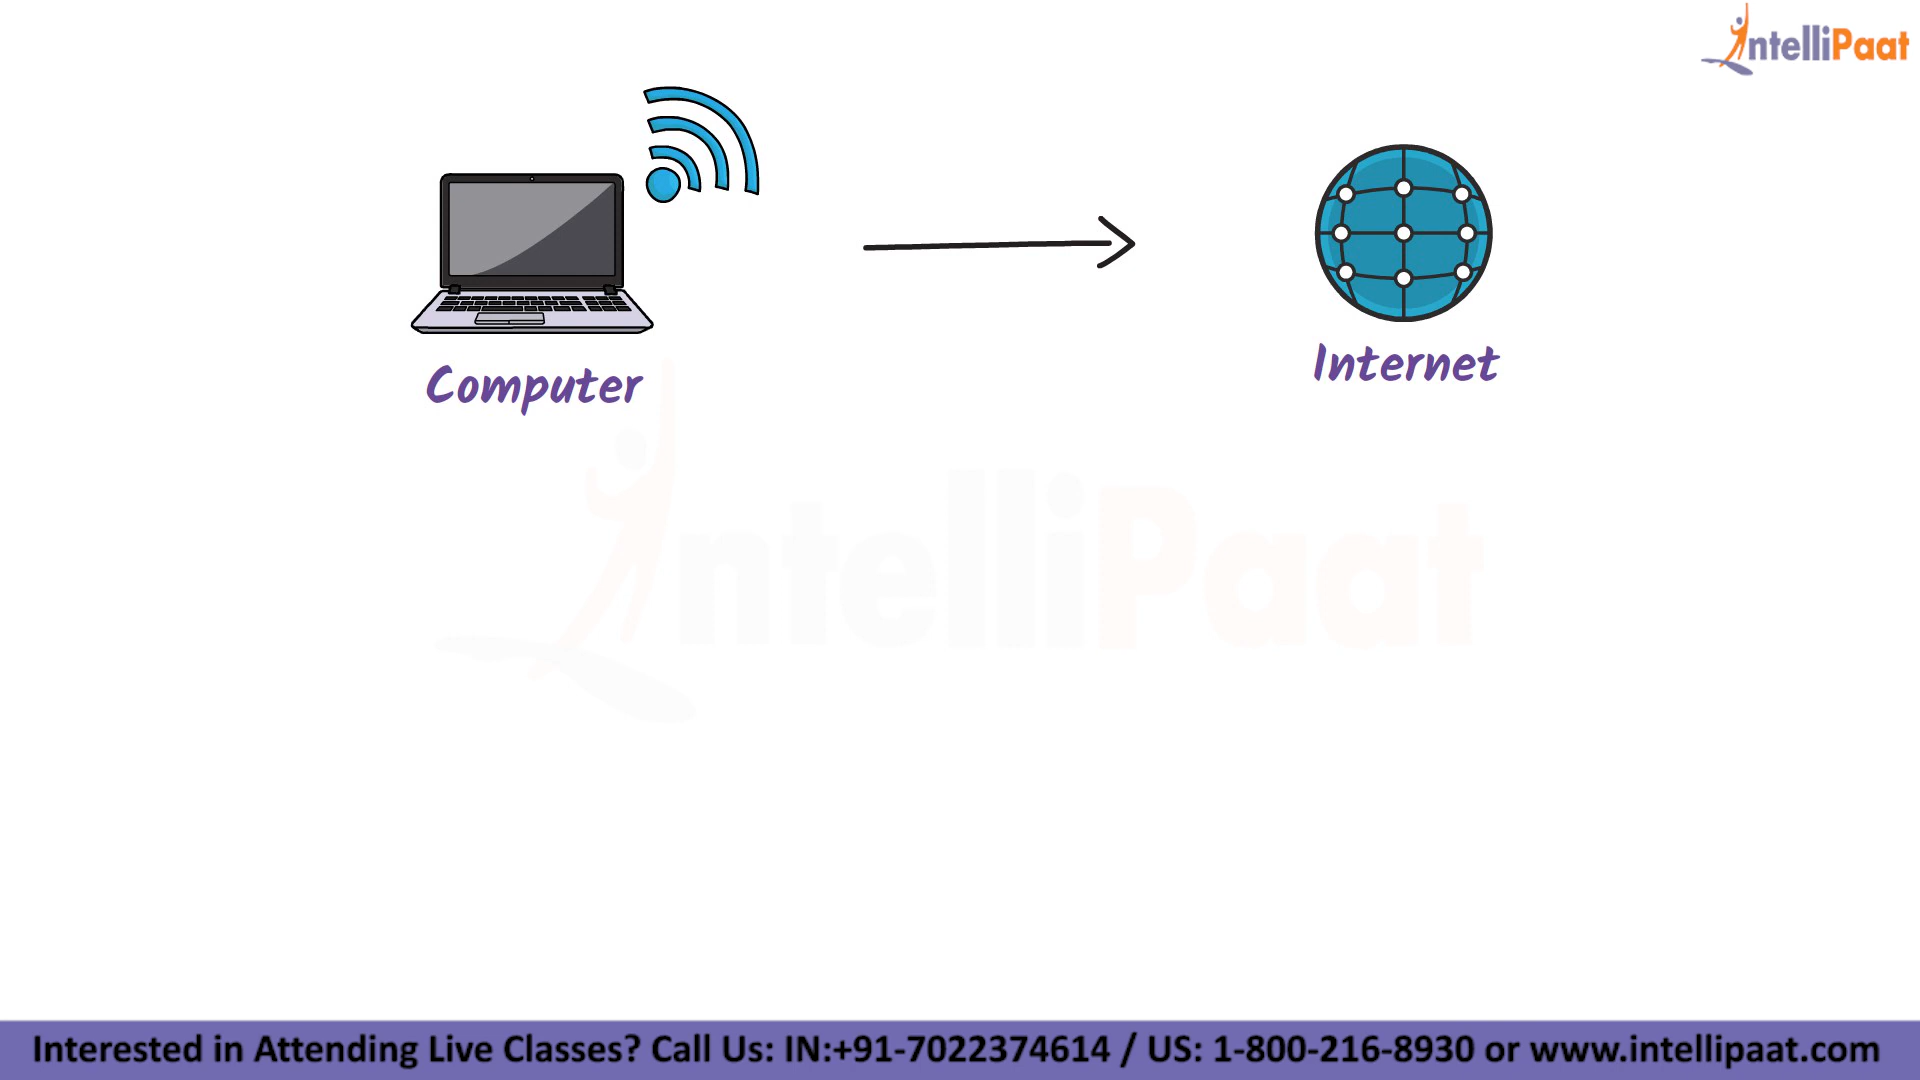 IntelliPaat
Computer
Internet
IntelliPaat
Interested in Attending Live Classes? Call Us: IN:+91-7022374614 / US: 1-800-216-8930 or www.intellipaat.com